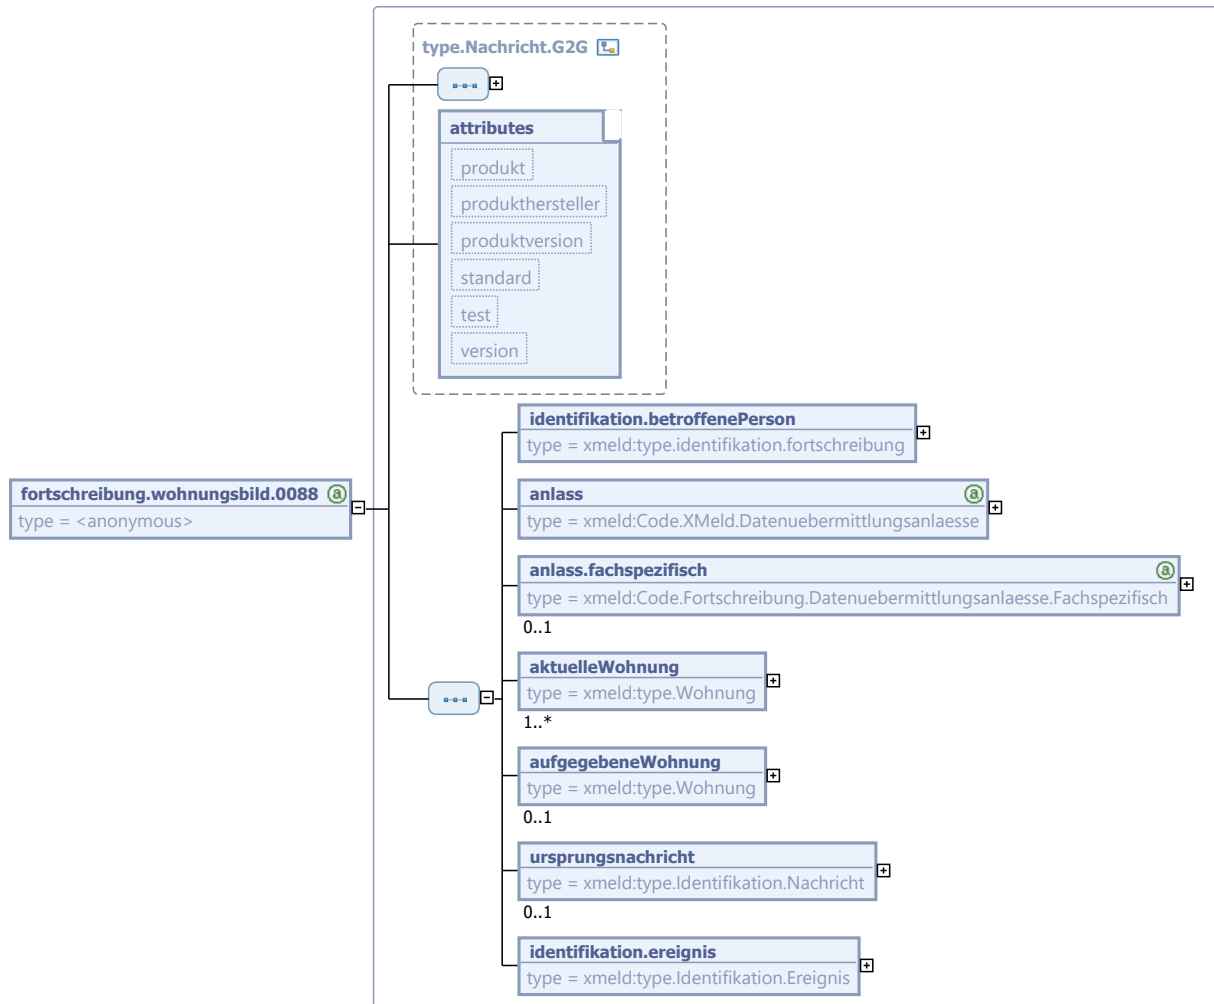 type.Nachricht.G2G
attributes
produkt
produkthersteller
produktversion
standard
test
version
fortschreibung.wohnungsbild.0088
type = <anonymous>
identifikation.betroffenePerson
type = xmeld:type.identifikation.fortschreibung
anlass
type = xmeld:Code.XMeld.Datenuebermittlungsanlaesse
anlass.fachspezifisch
type = xmeld:Code.Fortschreibung.Datenuebermittlungsanlaesse.Fachspezifisch
0..1
aktuelleWohnung
type = xmeld:type.Wohnung
1..*
aufgegebeneWohnung
type = xmeld:type.Wohnung
0..1
ursprungsnachricht
type = xmeld:type.Identifikation.Nachricht
0..1
identifikation.ereignis
type = xmeld:type.Identifikation.Ereignis